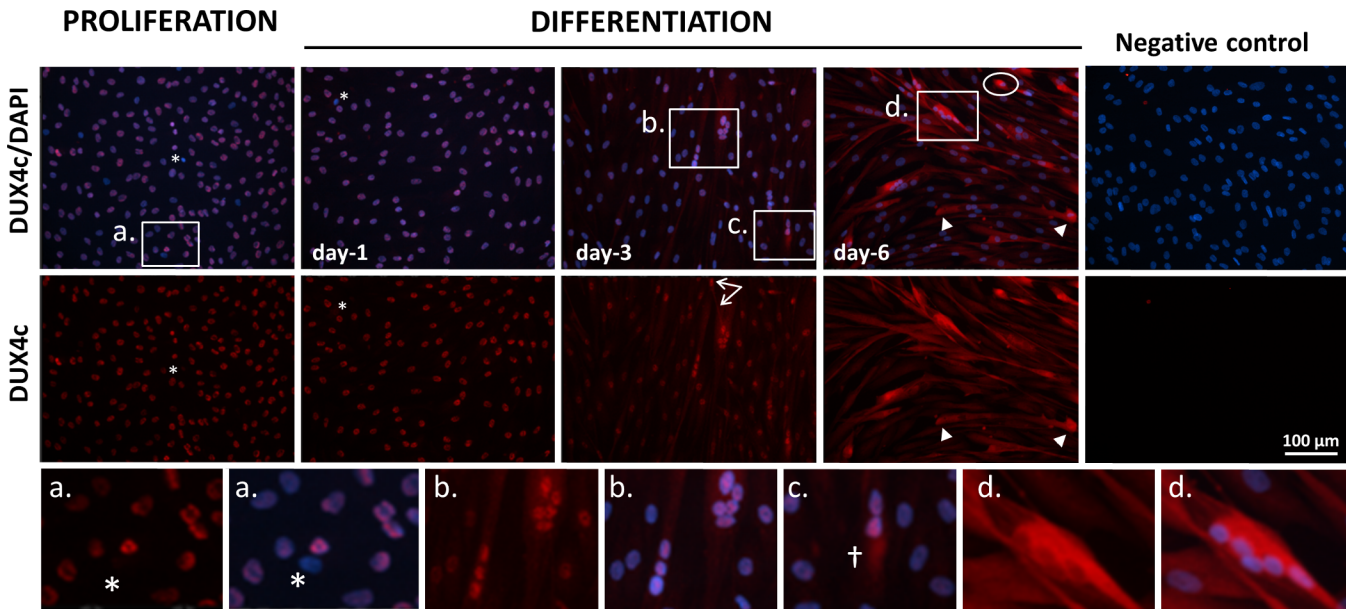 PROLIFERATION
DIFFERENTIATION
Negative control
DUX4c/DAPI
*
a.
*
day-1
b.
c.
day-3
d.
day-6
DUX4c
*
*
100 μm
a.
*
a.
*
b.
b.
c.
†
d.
d.